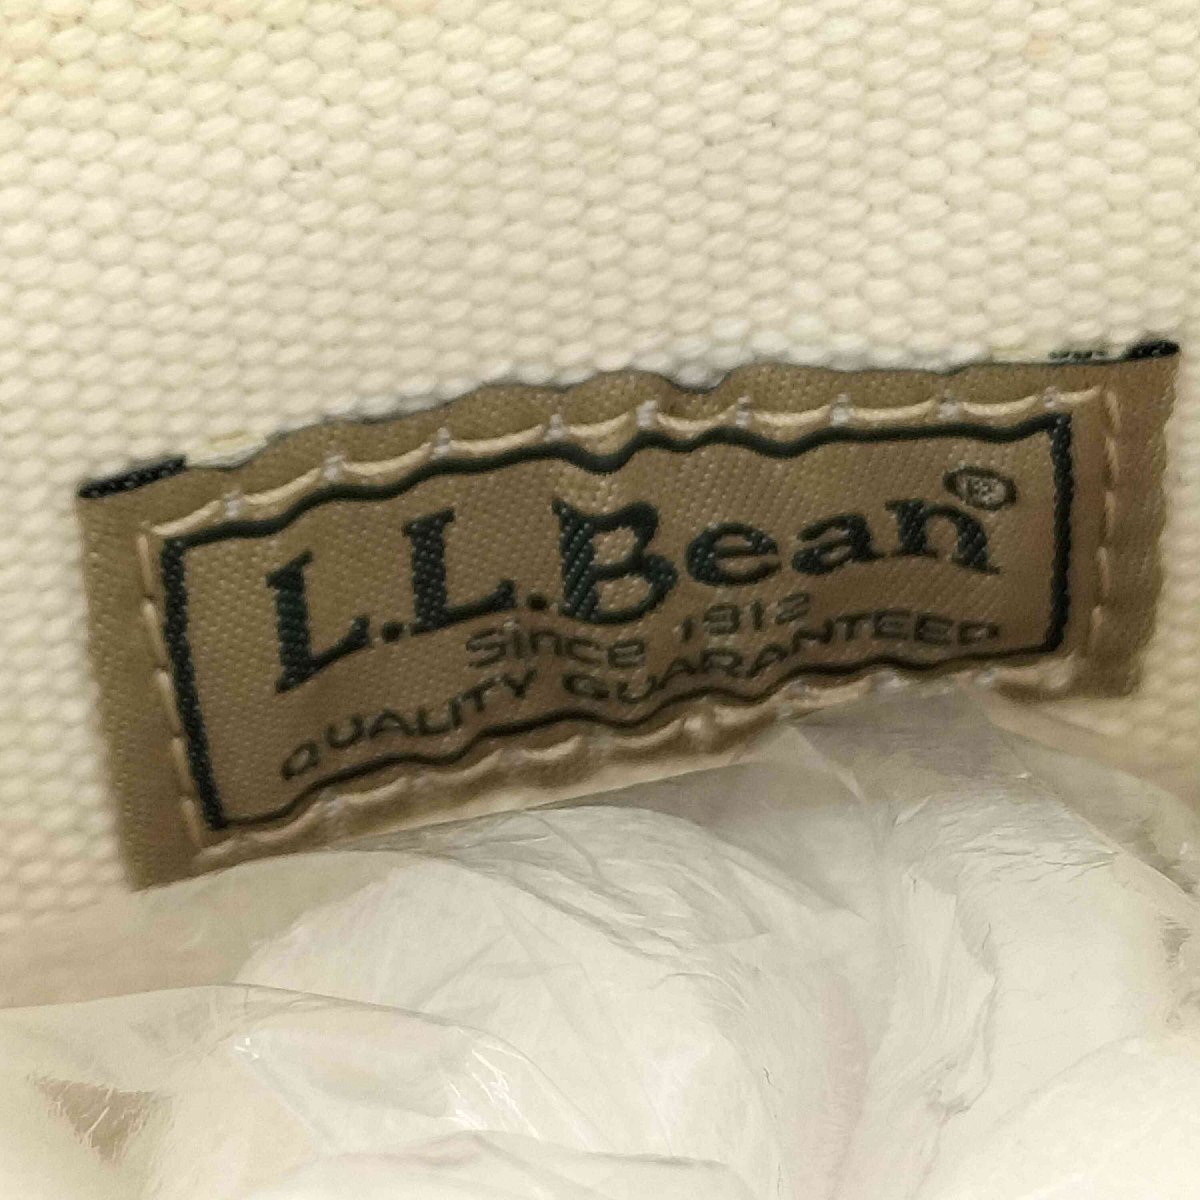 L.L.Bean®
Since 1912
QUALITY GUARANTEED